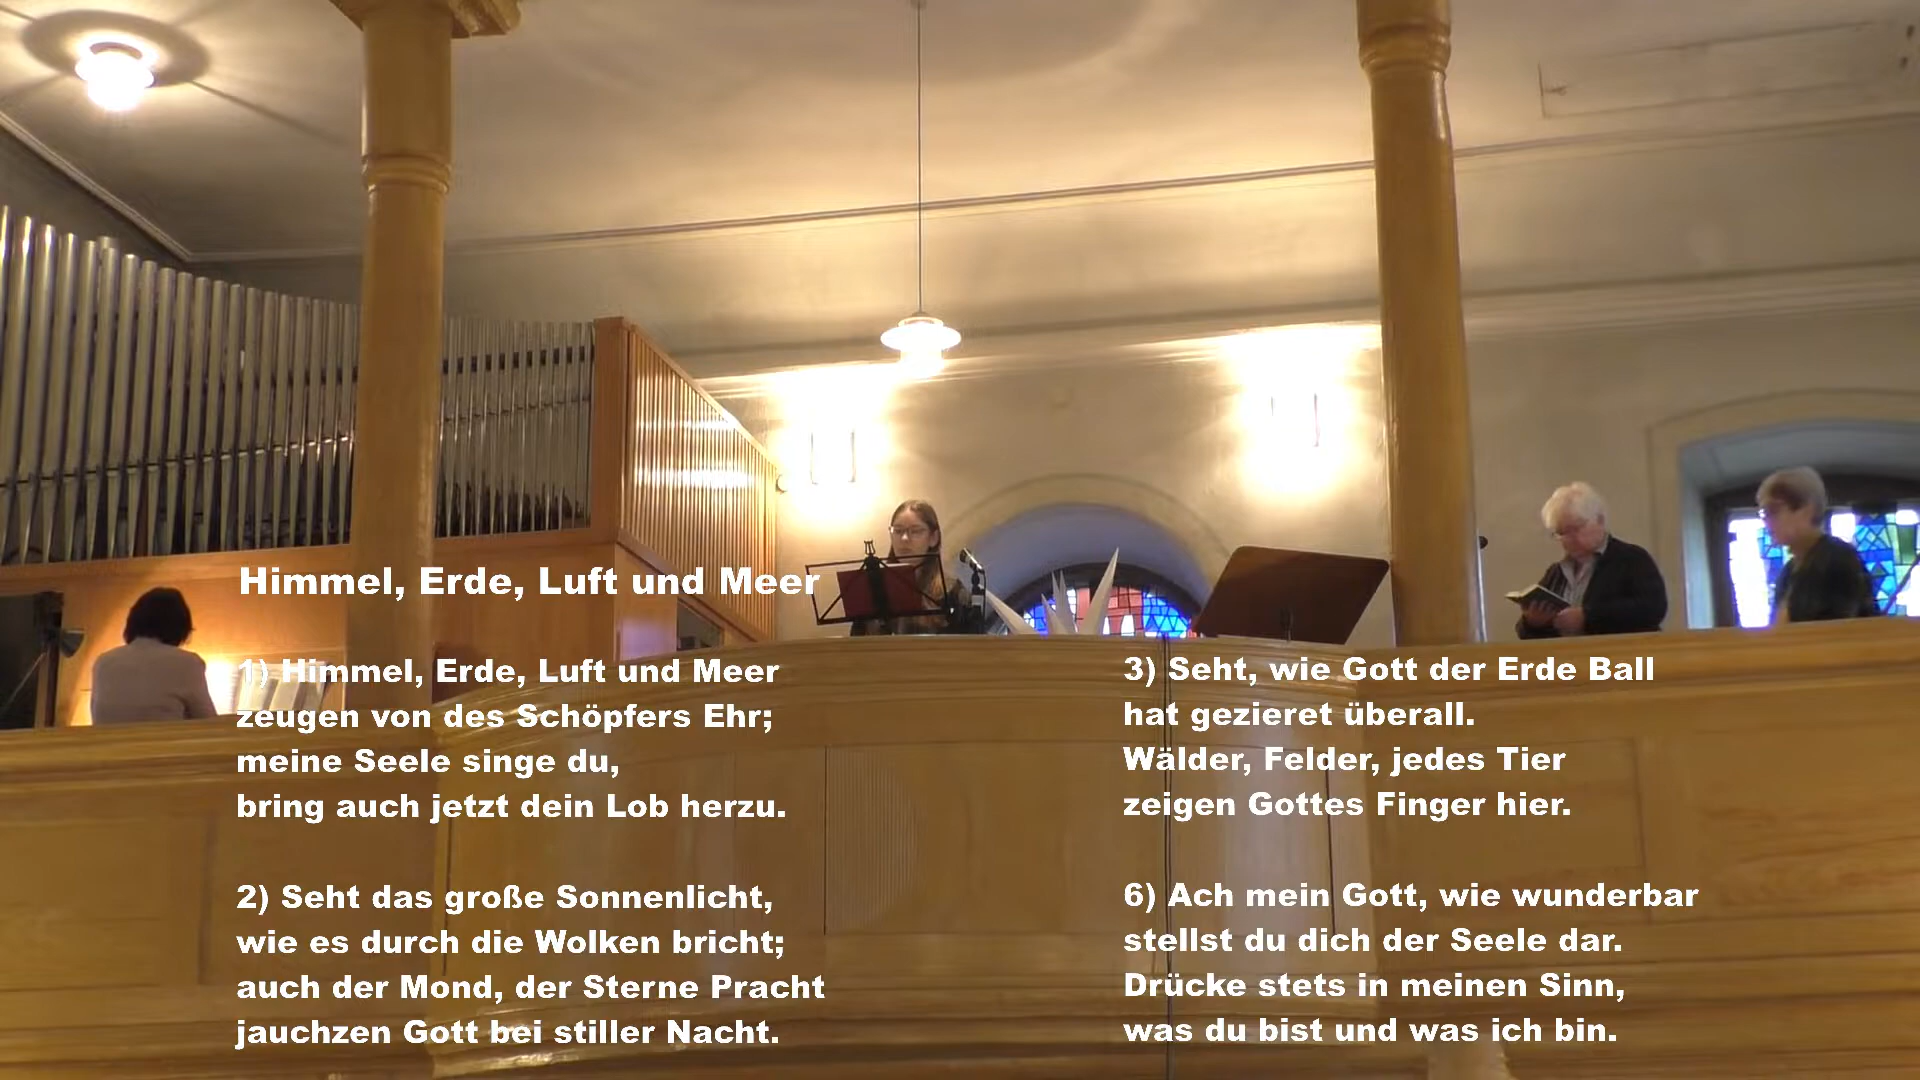 Himmel, Erde, Luft und Meer
1) Himmel, Erde, Luft und Meer
zeugen von des Schöpfers Ehr;
meine Seele singe du,
bring auch jetzt dein Lob herzu.
2) Seht das große Sonnenlicht,
wie es durch die Wolken bricht;
auch der Mond, der Sterne Pracht
jauchzen Gott bei stiller Nacht.
3) Seht, wie Gott der Erde Ball
hat gezieret überall.
Wälder, Felder, jedes Tier
zeigen Gottes Finger hier.
6) Ach mein Gott, wie wunderbar
stellst du dich der Seele dar.
Drücke stets in meinen Sinn,
was du bist und was ich bin.